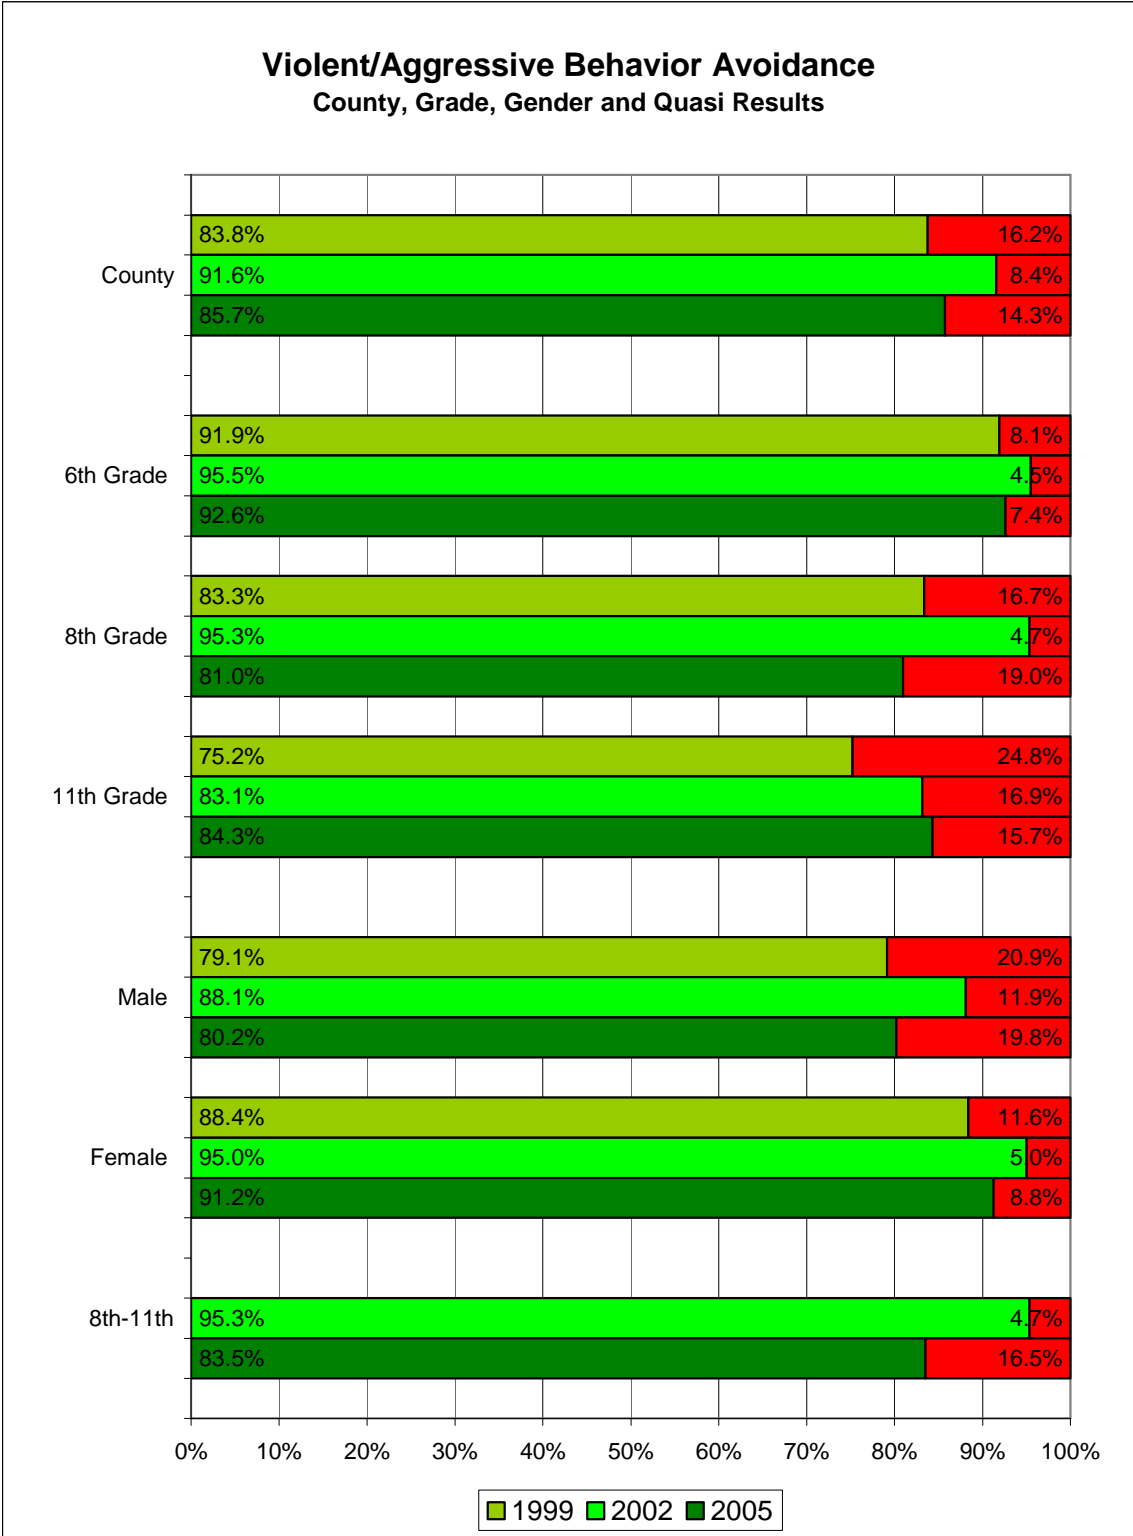 Violent/Aggressive Behavior Avoidance
County, Grade, Gender and Quasi Results
83.8% 16.2%
County 91.6% 8.4%
85.7% 14.3%
91.9% 8.1%
6th Grade 95.5% 4.5%
92.6% 7.4%
83.3% 16.7%
8th Grade 95.3% 4.7%
81.0% 19.0%
75.2% 24.8%
11th Grade 83.1% 16.9%
84.3% 15.7%
79.1% 20.9%
Male 88.1% 11.9%
80.2% 19.8%
88.4% 11.6%
Female 95.0% 5.0%
91.2% 8.8%
8th-11th 95.3% 4.7%
83.5% 16.5%
0% 10% 20% 30% 40% 50% 60% 70% 80% 90% 100%
1999 2002 2005